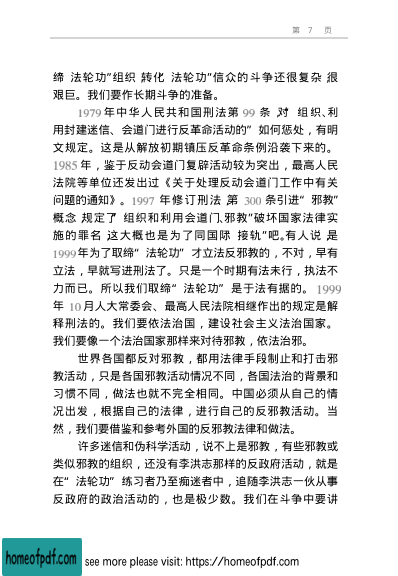 第 7 页
缔 法轮功”组织 转化 法轮功”信众的斗争还很复杂 很
艰巨。我们要作长期斗争的准备。
1979 年中华人民共和国刑法第 99 条 对 组织、利
用封建迷信、会道门进行反革命活动的” 如何惩处，有明
文规定。这是从解放初期镇压反革命条例沿袭下来的。
1985 年，鉴于反动会道门复辟活动较为突出，最高人民
法院等单位还发出过《关于处理反动会道门工作中有关
问题的通知》。1997 年修订刑法 第 300 条引进“ 邪教”
概念 规定了“ 组织和利用会道门、邪教”破坏国家法律实
施的罪名 这大概也是为了同国际“ 接轨”吧。有人说 是
1999年为了取缔“ 法轮功” 才立法反邪教的，不对，早有
立法，早就写进刑法了。只是一个时期有法未行，执法不
力而已。所以我们取缔“ 法轮功” 是于法有据的。 1999
年 10 月人大常委会、最高人民法院相继作出的规定是解
释刑法的。我们要依法治国，建设社会主义法治国家。
我们要像一个法治国家那样来对待邪教，依法治邪。
世界各国都反对邪教，都用法律手段制止和打击邪
教活动，只是各国邪教活动情况不同，各国法治的背景和
习惯不同，做法也就不完全相同。中国必须从自己的情
况出发，根据自己的法律，进行自己的反邪教活动。当
然，我们要借鉴和参考外国的反邪教法律和做法。
许多迷信和伪科学活动，说不上是邪教，有些邪教或
类似邪教的组织，还没有李洪志那样的反政府活动，就是
在“ 法轮功” 练习者乃至痴迷者中，追随李洪志一伙从事
反政府的政治活动的，也是极少数。我们在斗争中要讲
homeofpdf.com
see more please visit: https://homeofpdf.com